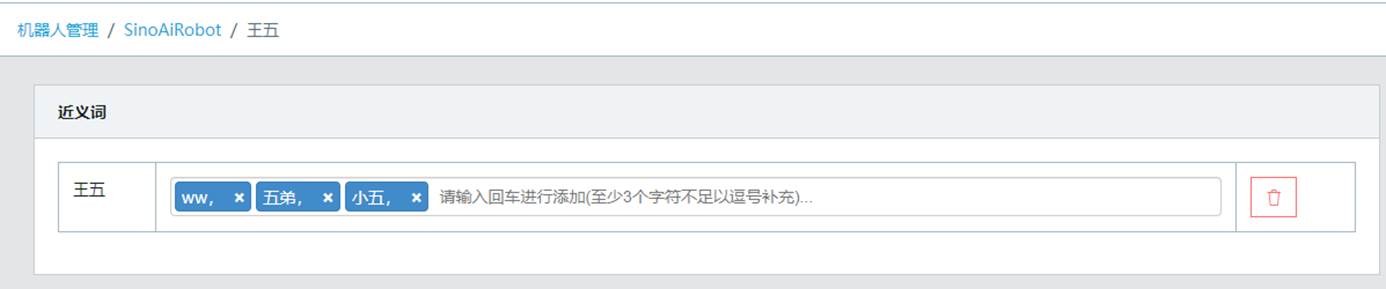 机器人管理 / SinoAiRobot / 王五
近义词
王五 ww， × 五弟， × 小五， × 请输入回车进行添加(至少3个字符不足以逗号补充)...